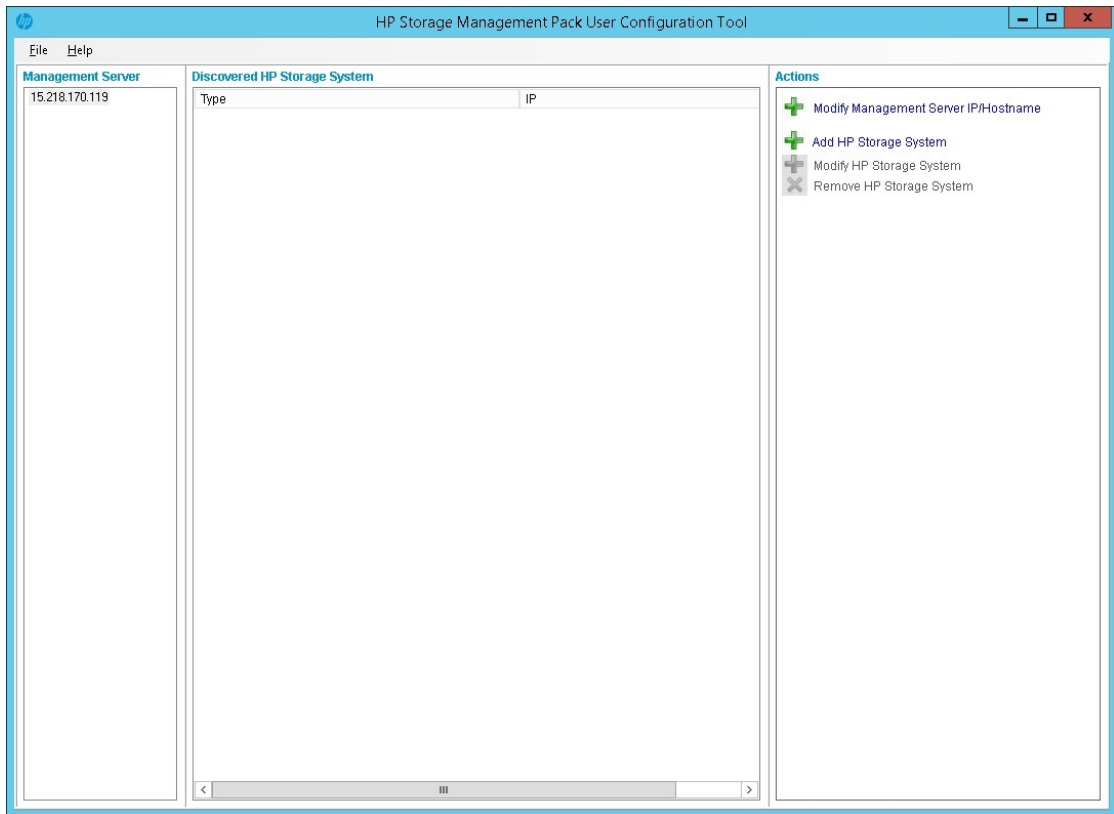 hp
HP Storage Management Pack User Configuration Tool
File Help
Management Server
15.218.170.119
Discovered HP Storage System
Type IP
Actions
Modify Management Server IP/Hostname
Add HP Storage System
Modify HP Storage System
Remove HP Storage System